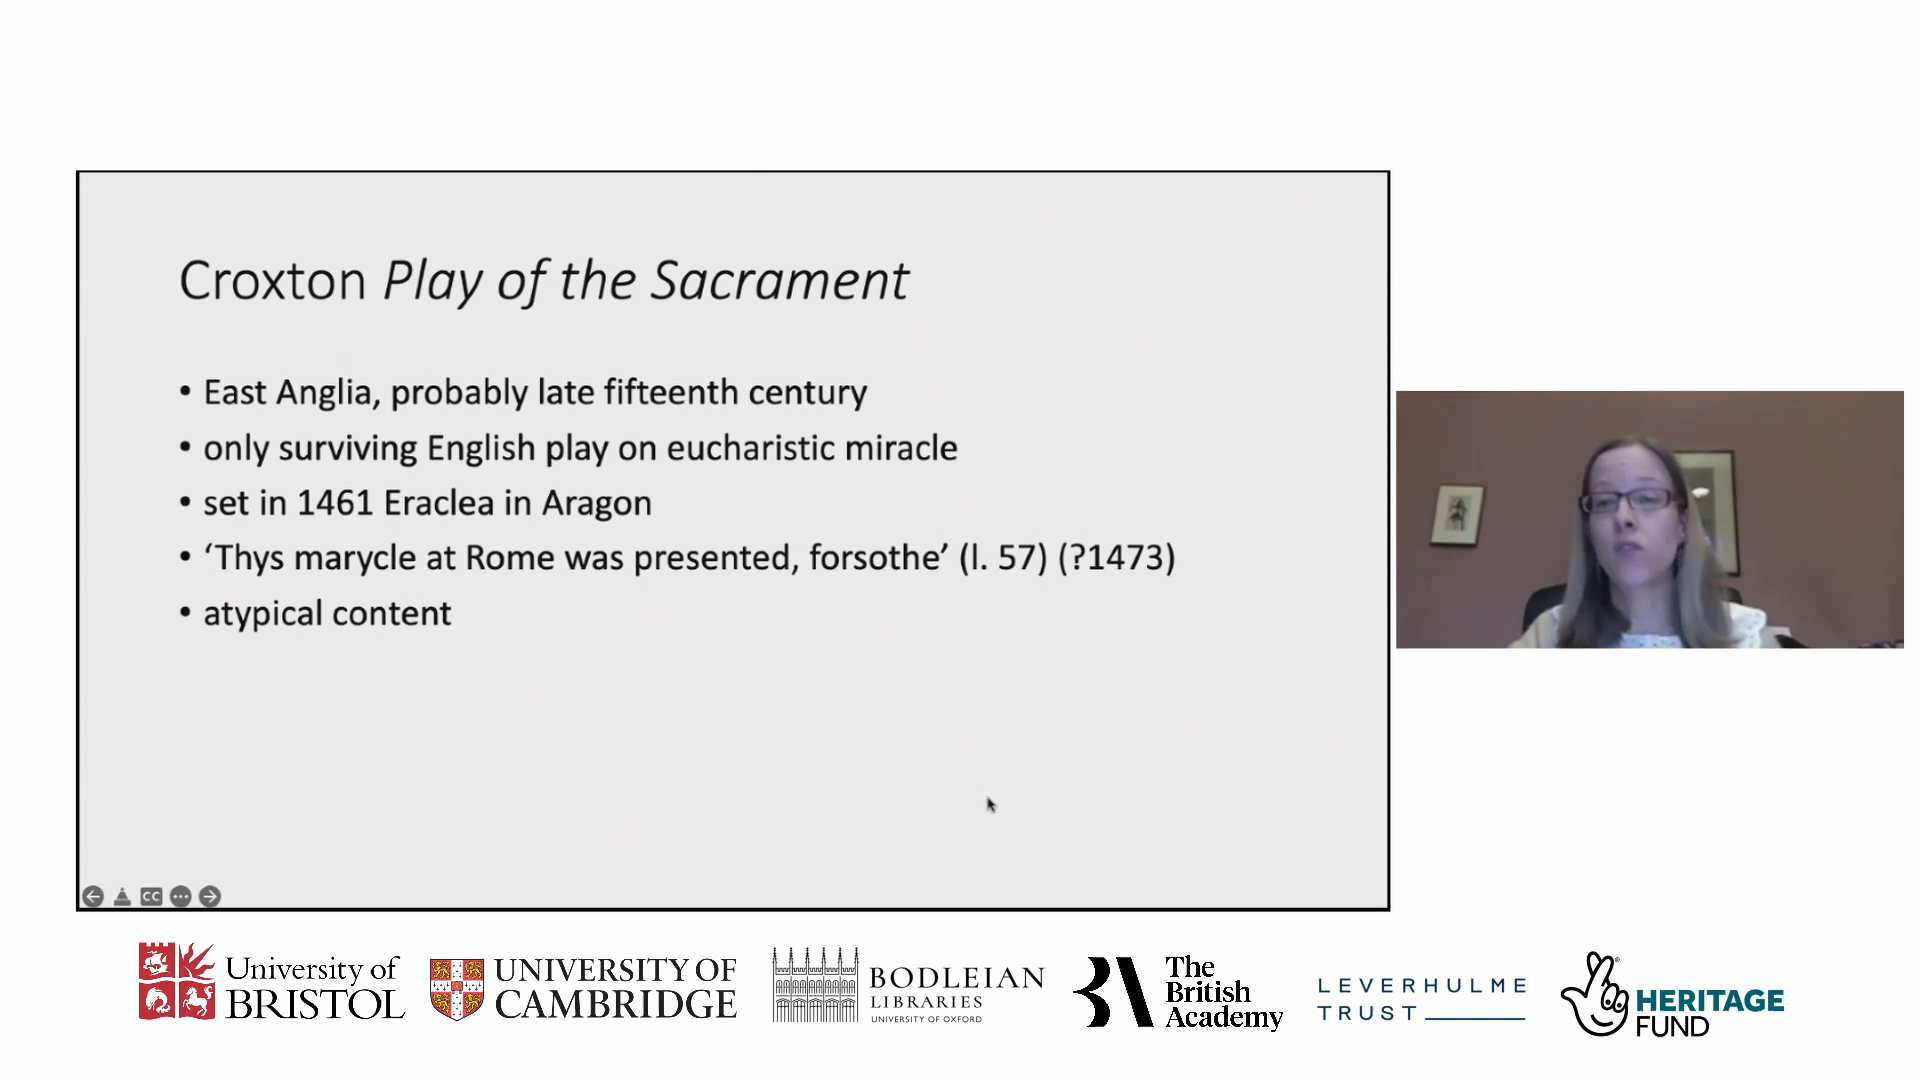 Croxton Play of the Sacrament
• East Anglia, probably late fifteenth century
• only surviving English play on eucharistic miracle
• set in 1461 Eraclea in Aragon
• ‘Thys marycle at Rome was presented, forsothe’ (l. 57) (?1473)
• atypical content
CC
University of
BRISTOL
UNIVERSITY OF
CAMBRIDGE
BODLEIAN
LIBRARIES
UNIVERSITY OF OXFORD
The
British
Academy
LEVERHULME
TRUST
HERITAGE
FUND